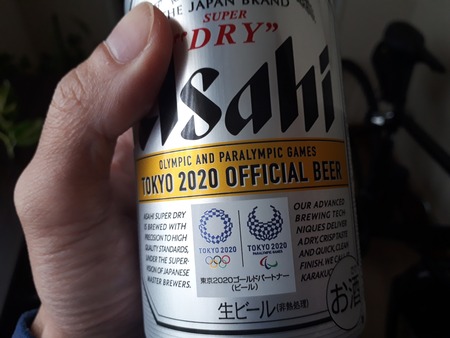 THE JAPAN BRAND
SUPER
"DRY"
Asahi
OLYMPIC AND PARALYMPIC GAMES
TOKYO 2020 OFFICIAL BEER
ASAHI SUPER DRY
IS BREWED WITH
PRECISION TO HIGH
QUALITY STANDARDS,
UNDER THE SUPER-
VISION OF JAPANESE
MASTER BREWERS.
TOKYO 2020
TOKYO 2020
PARALYMPIC GAMES
東京2020ゴールドパートナー
(ビール)
OUR ADVANCED
BREWING TECH
NIQUES DELIVER
A DRY, CRISP TASTE
AND QUICK, CLEAN
FINISH. WE CAL
KARAKUC
生ビール(非熱処理)
お酒